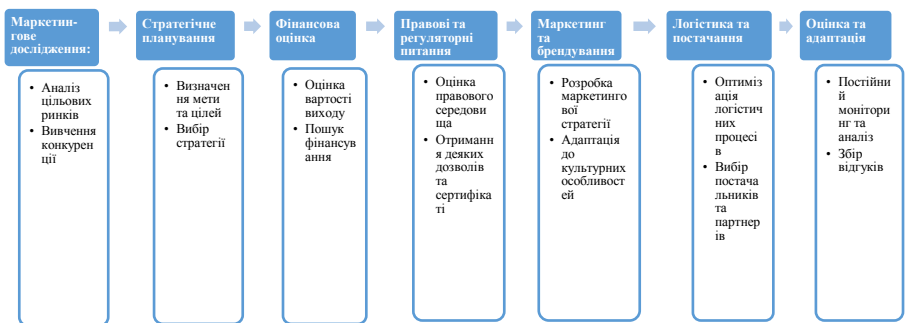 Маркетин-
гове
дослідження:
Аналіз
цільових
ринків
Вивчення
конкурен
ції
Стратегічне
планування
Визначен
ня мети
та цілей
Вибір
стратегії
Фінансова
оцінка
Оцінка
вартості
виходу
Пошук
фінансув
ання
Правові та
регуляторні
питання
Оцінка
правового
середови
ща
Отриманн
я деяких
дозволів
та
сертифіка
ті
Маркетинг
та
брендування
Розробка
маркетинго
вої
стратегії
Адаптація
до
культурних
особливост
ей
Логістика та
постачання
Оптиміз
ація
логістич
них
процесі
в
Вибір
постача
льників
та
партнер
ів
Оцінка та
адаптація
Постійни
й
монітори
нг та
аналіз
Збір
відгуків